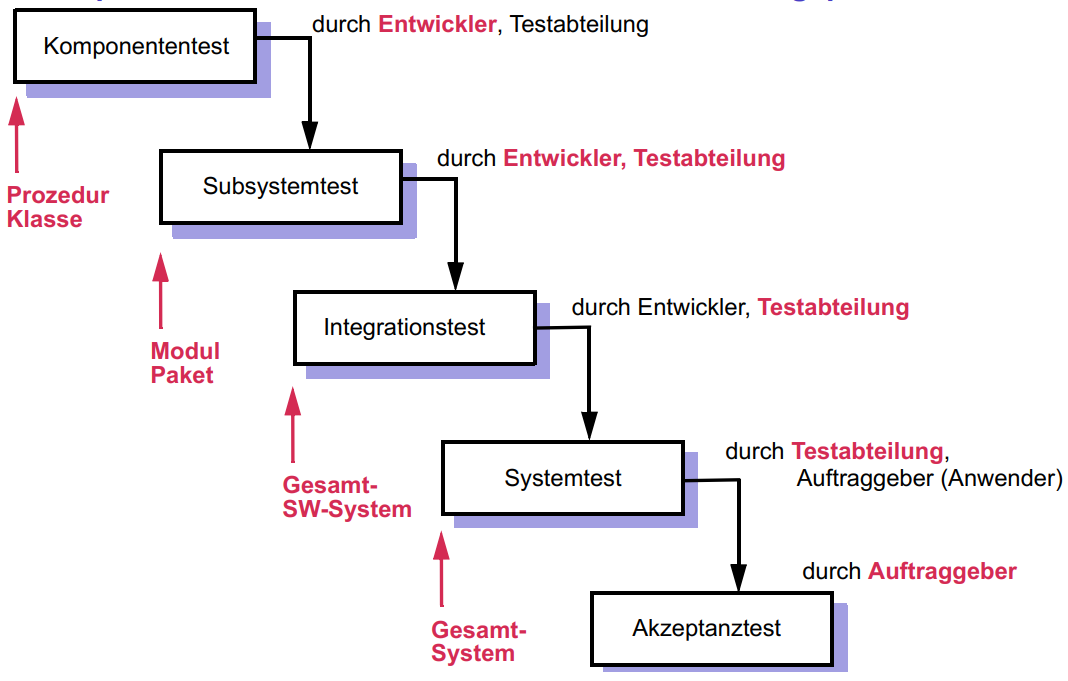 durch Entwickler, Testabteilung
Komponententest
Prozedur
Klasse
durch Entwickler, Testabteilung
Subsystemtest
Modul
Paket
durch Entwickler, Testabteilung
Integrationstest
Gesamt-
SW-System
durch Testabteilung,
Auftraggeber (Anwender)
Systemtest
Gesamt-
System
durch Auftraggeber
Akzeptanztest